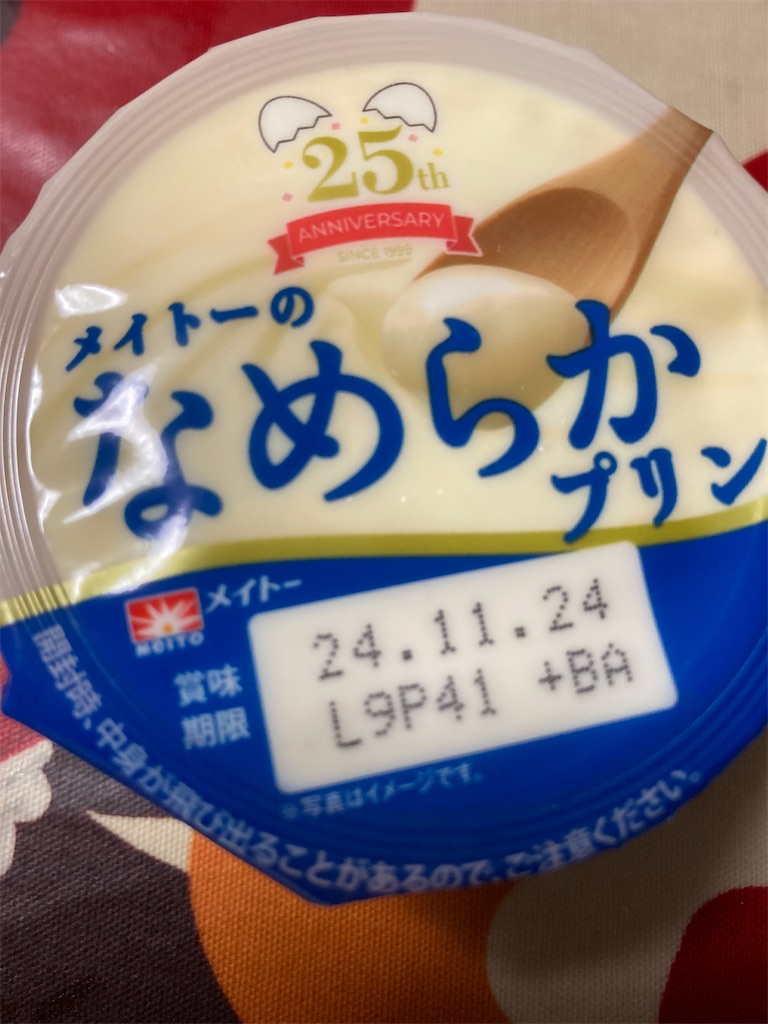 25th
ANNIVERSARY
SINCE 1999
メイトーの
なめらか
プリン
メイトー
MEITO
賞味
期限
24.11.24
L9P41 +BA
※写真はイメージです。
開封時、中身が飛び出ることがあるので、ご注意ください。